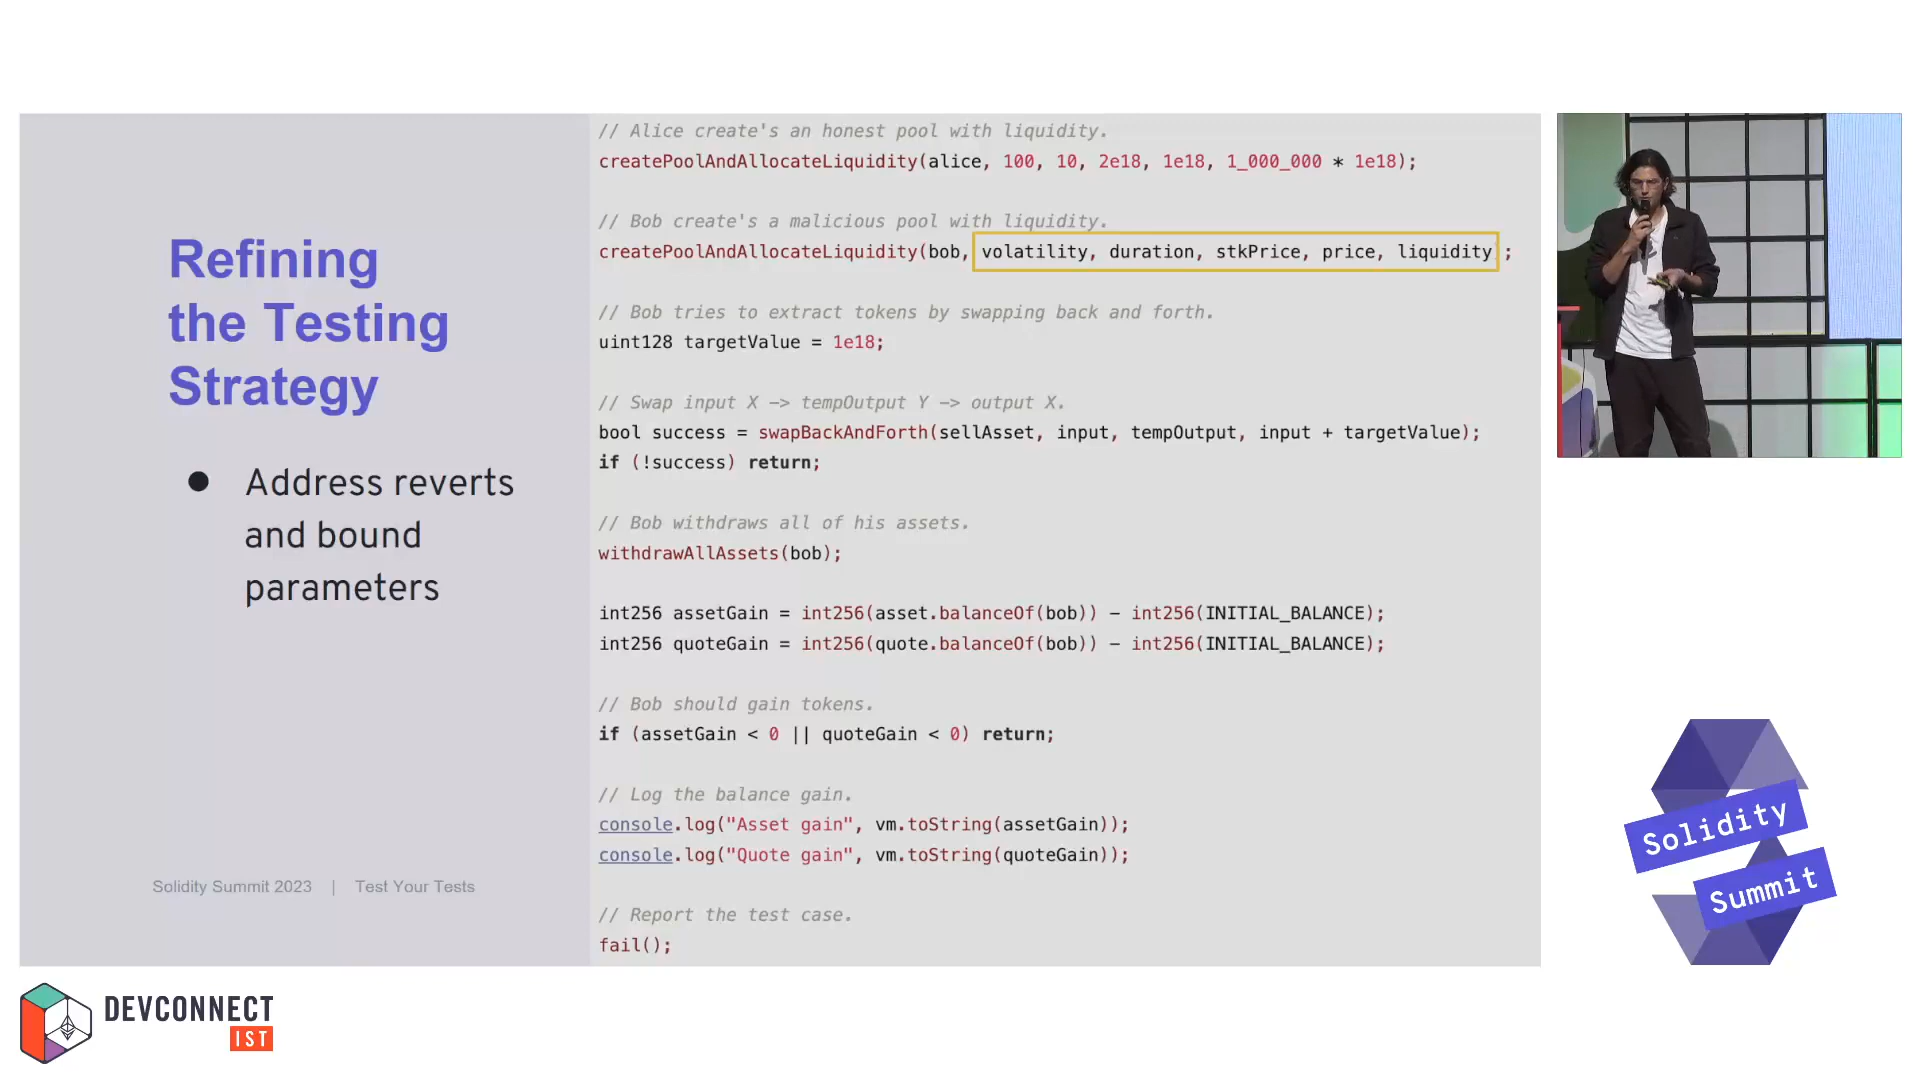 Refining
the Testing
Strategy
● Address reverts
and bound
parameters
Solidity Summit 2023 | Test Your Tests
// Alice create's an honest pool with liquidity.
createPoolAndAllocateLiquidity(alice, 100, 10, 2e18, 1e18, 1_000_000 * 1e18);
// Bob create's a malicious pool with liquidity.
createPoolAndAllocateLiquidity(bob, volatility, duration, stkPrice, price, liquidity);
// Bob tries to extract tokens by swapping back and forth.
uint128 targetValue = 1e18;
// Swap input X -> tempOutput Y -> output X.
bool success = swapBackAndForth(sellAsset, input, tempOutput, input + targetValue);
if (!success) return;
// Bob withdraws all of his assets.
withdrawAllAssets(bob);
int256 assetGain = int256(asset.balanceOf(bob)) - int256(INITIAL_BALANCE);
int256 quoteGain = int256(quote.balanceOf(bob)) - int256(INITIAL_BALANCE);
// Bob should gain tokens.
if (assetGain < 0 || quoteGain < 0) return;
// Log the balance gain.
console.log("Asset gain", vm.toString(assetGain));
console.log("Quote gain", vm.toString(quoteGain));
// Report the test case.
fail();
Solidity
Summit
DEVCONNECT
IST